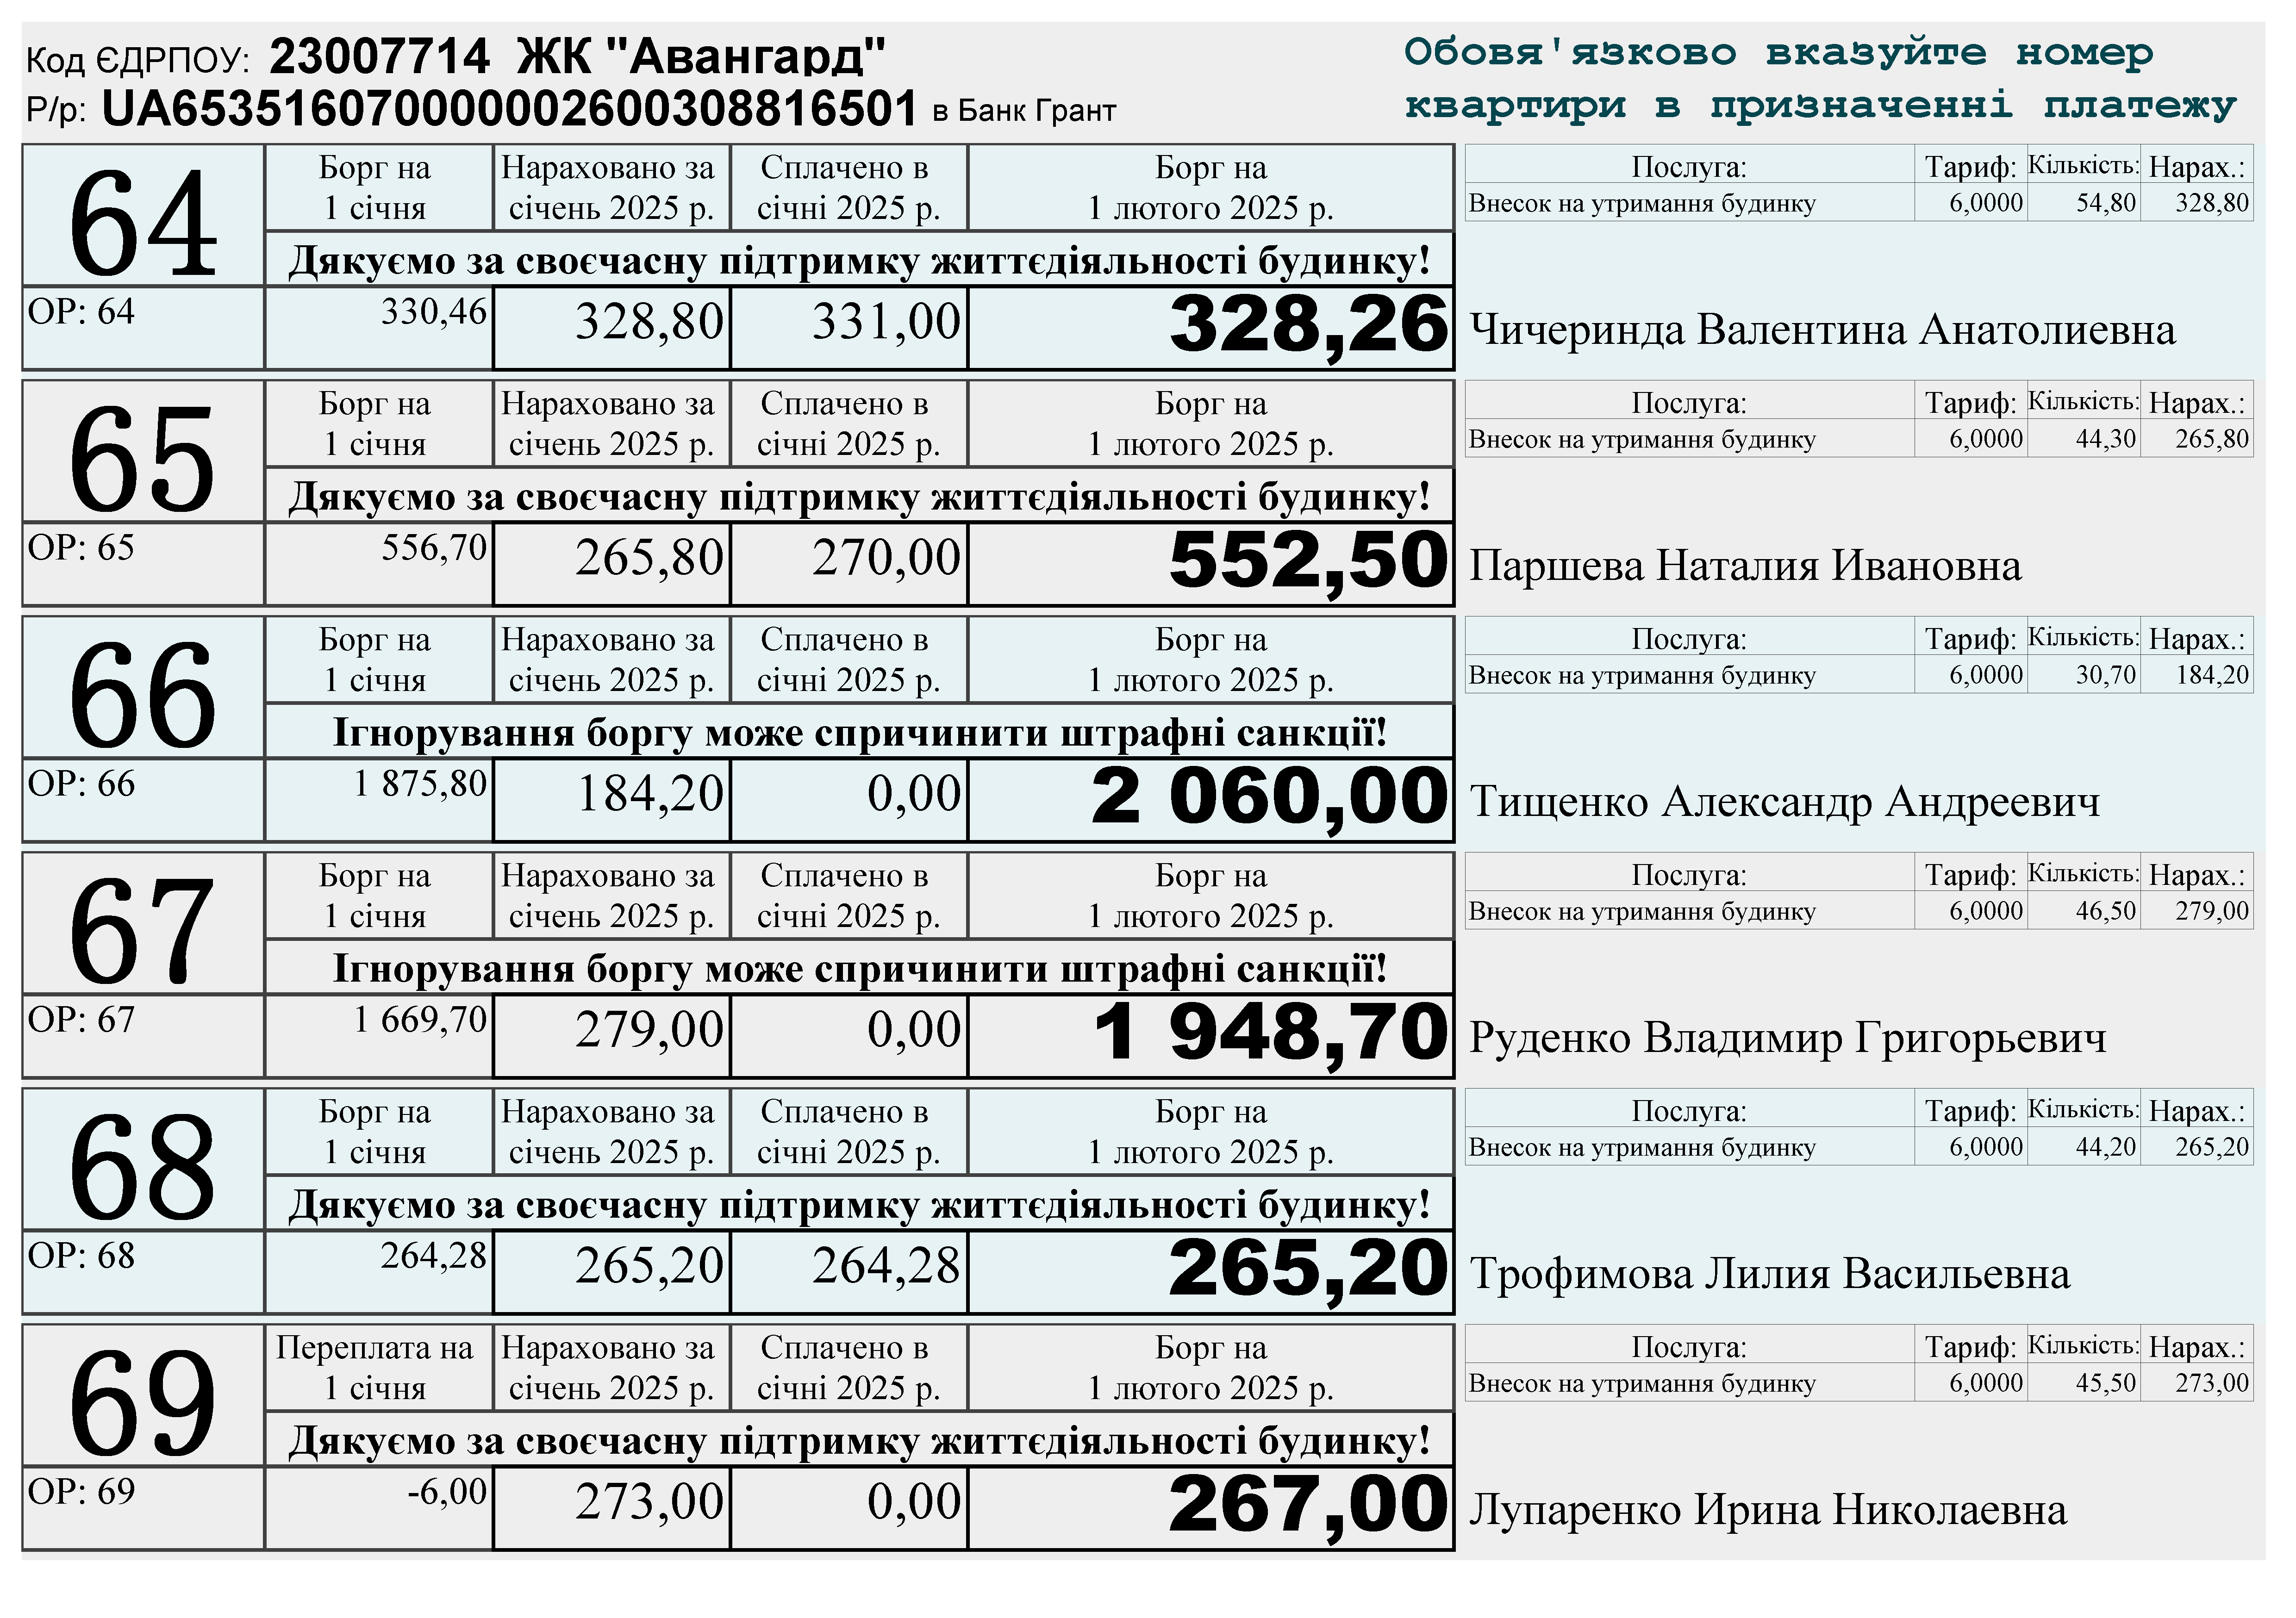 Код ЄДРПОУ: 23007714 ЖК "Авангард"
Р/р: UA653516070000002600308816501 в Банк Грант
Обовя'язково вказуйте номер
квартири в призначенні платежу
64
Борг на
1 січня
Нараховано за
січень 2025 р.
Сплачено в
січні 2025 р.
Борг на
1 лютого 2025 р.
Дякуємо за своєчасну підтримку життєдіяльності будинку!
ОР: 64 330,46 328,80 331,00 328,26
Послуга: Тариф: Кількість: Нарах.:
Внесок на утримання будинку 6,0000 54,80 328,80
Чичеринда Валентина Анатолиевна
65
Борг на
1 січня
Нараховано за
січень 2025 р.
Сплачено в
січні 2025 р.
Борг на
1 лютого 2025 р.
Дякуємо за своєчасну підтримку життєдіяльності будинку!
ОР: 65 556,70 265,80 270,00 552,50
Послуга: Тариф: Кількість: Нарах.:
Внесок на утримання будинку 6,0000 44,30 265,80
Паршева Наталия Ивановна
66
Борг на
1 січня
Нараховано за
січень 2025 р.
Сплачено в
січні 2025 р.
Борг на
1 лютого 2025 р.
Ігнорування боргу може спричинити штрафні санкції!
ОР: 66 1 875,80 184,20 0,00 2 060,00
Послуга: Тариф: Кількість: Нарах.:
Внесок на утримання будинку 6,0000 30,70 184,20
Тищенко Александр Андреевич
67
Борг на
1 січня
Нараховано за
січень 2025 р.
Сплачено в
січні 2025 р.
Борг на
1 лютого 2025 р.
Ігнорування боргу може спричинити штрафні санкції!
ОР: 67 1 669,70 279,00 0,00 1 948,70
Послуга: Тариф: Кількість: Нарах.:
Внесок на утримання будинку 6,0000 46,50 279,00
Руденко Владимир Григорьевич
68
Борг на
1 січня
Нараховано за
січень 2025 р.
Сплачено в
січні 2025 р.
Борг на
1 лютого 2025 р.
Дякуємо за своєчасну підтримку життєдіяльності будинку!
ОР: 68 264,28 265,20 264,28 265,20
Послуга: Тариф: Кількість: Нарах.:
Внесок на утримання будинку 6,0000 44,20 265,20
Трофимова Лилия Васильевна
69
Переплата на
1 січня
Нараховано за
січень 2025 р.
Сплачено в
січні 2025 р.
Борг на
1 лютого 2025 р.
Дякуємо за своєчасну підтримку життєдіяльності будинку!
ОР: 69 -6,00 273,00 0,00 267,00
Послуга: Тариф: Кількість: Нарах.:
Внесок на утримання будинку 6,0000 45,50 273,00
Лупаренко Ирина Николаевна